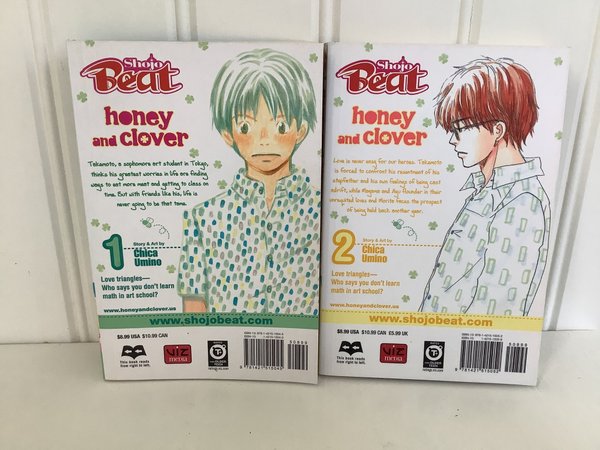 Shojo
Beat
honey
and clover
Takemoto, a sophomore art student in Tokyo,
thinks his greatest worries in life are finding
ways to eat more meat and getting to class on
time. But with friends like his, life is
never going to be that tame.
1
Story & Art by
Chica
Umino
Love triangles—
Who says you don't learn
math in art school?
www.honeyandclover.us
www.shojobeat.com
$8.99 USA $10.99 CAN
This book reads
from right to left.
VIZ
media
T+
50899
Shojo
Beat
honey
and clover
Love is never easy for our heroes. Takemoto
is forced to confront his resentment of his
stepfather and his own feelings of being cast
adrift, while Mayama and Ayu flounder in their
unrequited loves and Morita faces the prospect
of being held back another year.
2
Story & Art by
Chica
Umino
Love triangles—
Who says you don't learn
math in art school?
www.honeyandclover.us
www.shojobeat.com
$8.99 USA $10.99 CAN £5.99 UK
This book reads
from right to left.
VIZ
media
T+
50899